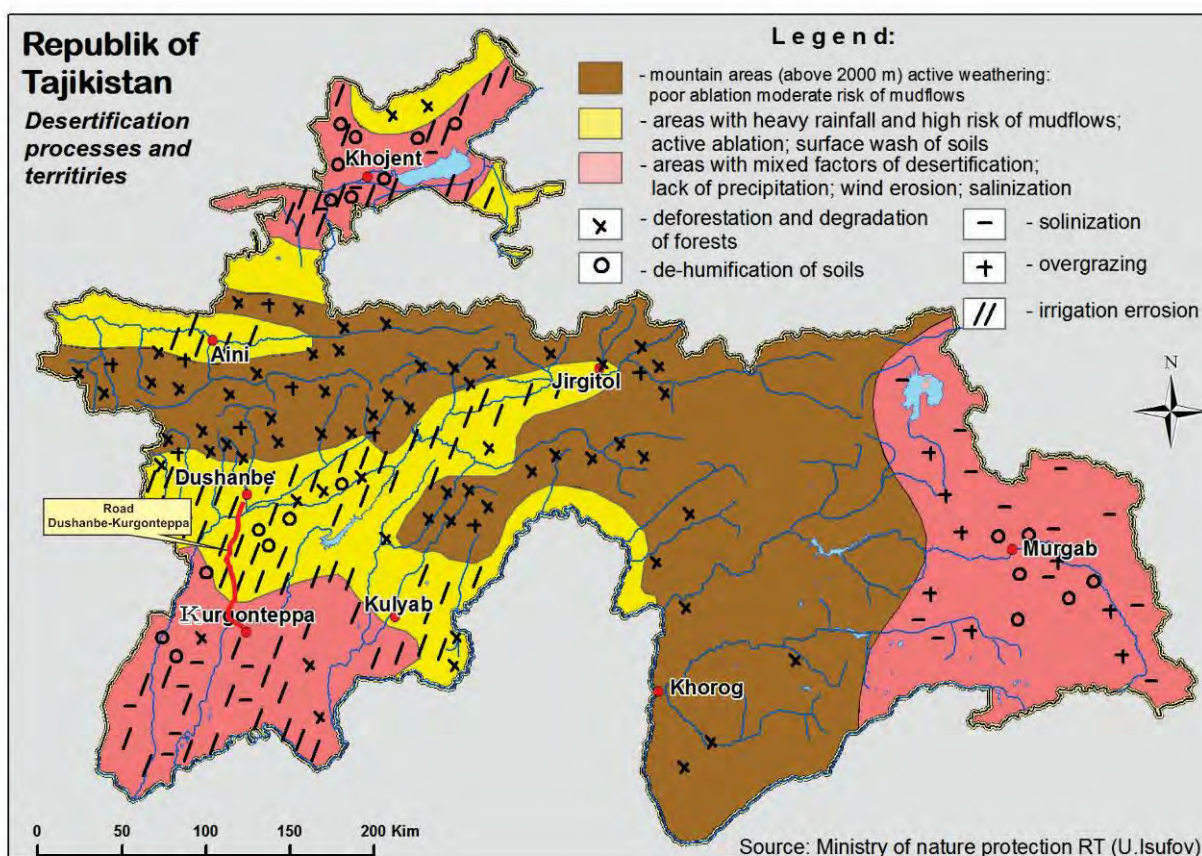 Republik of
Tajikistan
Desertification
processes and
territiries
L e g e n d:
- mountain areas (above 2000 m) active weathering:
poor ablation moderate risk of mudflows
- areas with heavy rainfall and high risk of mudflows;
active ablation; surface wash of soils
- areas with mixed factors of desertification;
lack of precipitation; wind erosion; salinization
- deforestation and degradation
of forests
- de-humification of soils
- solinization
- overgrazing
- irrigation errosion
Khojent
Aini
Jirgitol
N
Dushanbe
Road
Dushanbe-Kurgonteppa
Murgab
Kurgonteppa
Kulyab
Khorog
0 50 100 150 200 Kim
Source: Ministry of nature protection RT (U.Isufov)